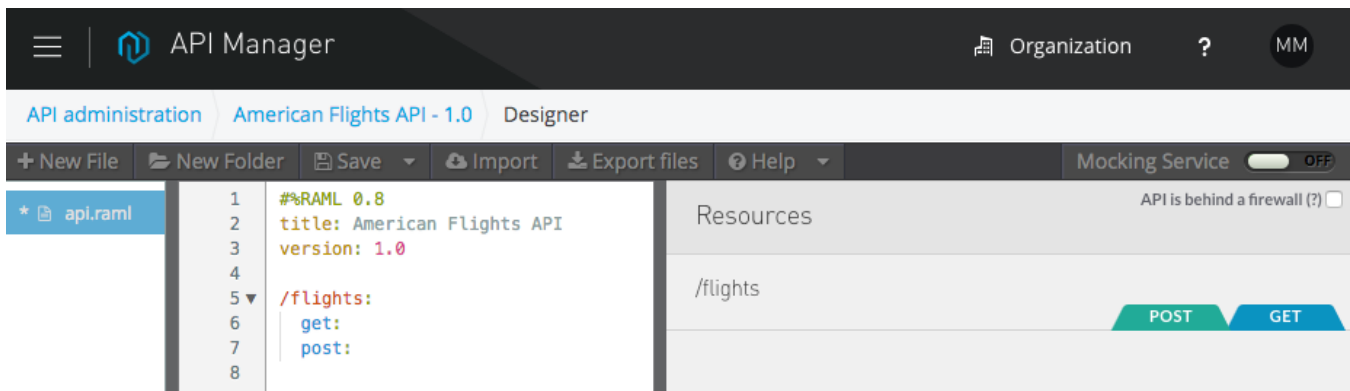 API Manager Organization ? MM
API administration American Flights API - 1.0 Designer
+ New File New Folder Save Import Export files Help Mocking Service OFF
* api.raml
1 #%RAML 0.8
2 title: American Flights API
3 version: 1.0
4
5 /flights:
6 get:
7 post:
8
Resources API is behind a firewall (?)
/flights
POST GET